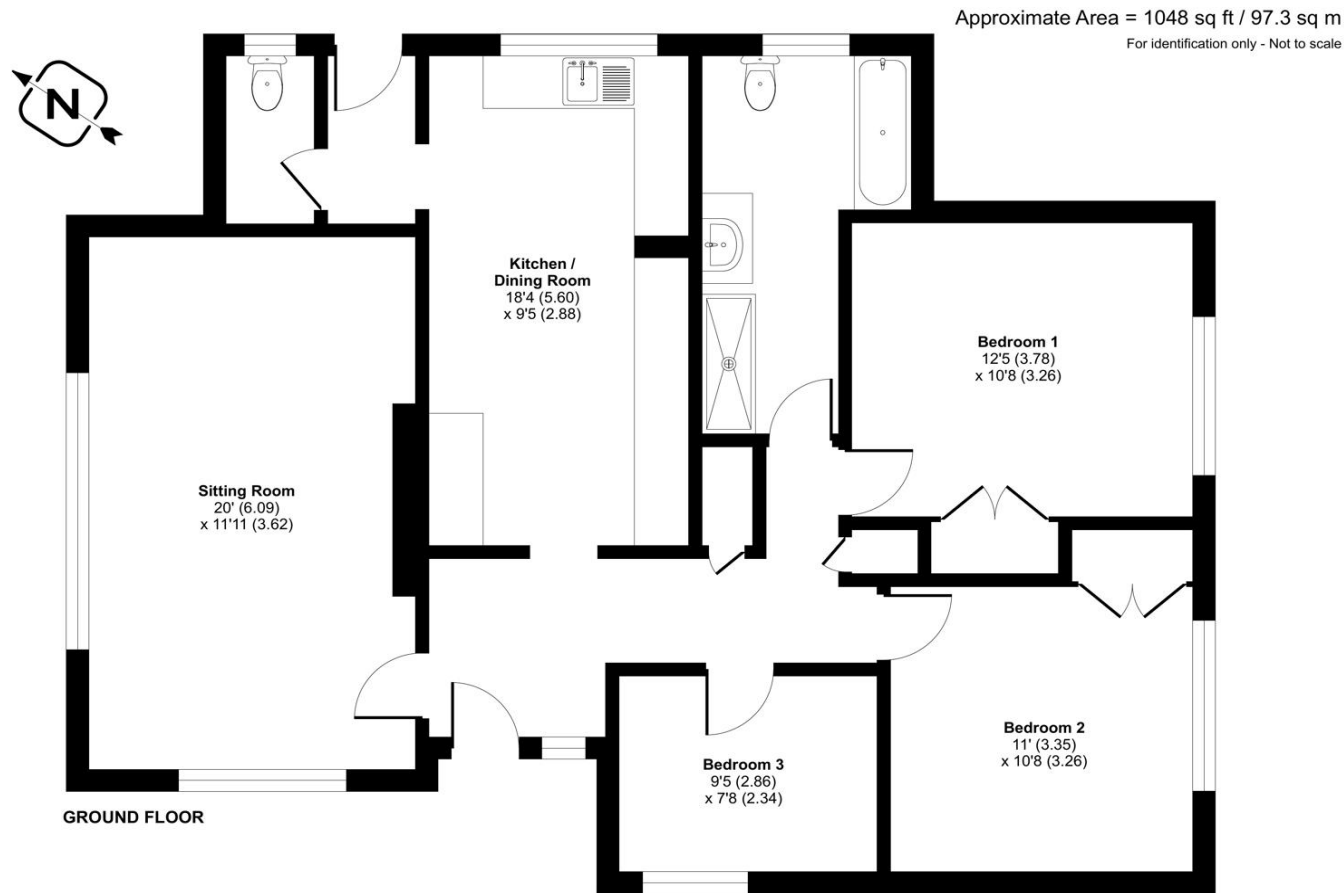 Approximate Area = 1048 sq ft / 97.3 sq m
For identification only - Not to scale
N
Kitchen /
Dining Room
18'4 (5.60)
x 9'5 (2.88)
Bedroom 1
12'5 (3.78)
x 10'8 (3.26)
Sitting Room
20' (6.09)
x 11'11 (3.62)
Bedroom 2
11' (3.35)
x 10'8 (3.26)
Bedroom 3
9'5 (2.86)
x 7'8 (2.34)
GROUND FLOOR